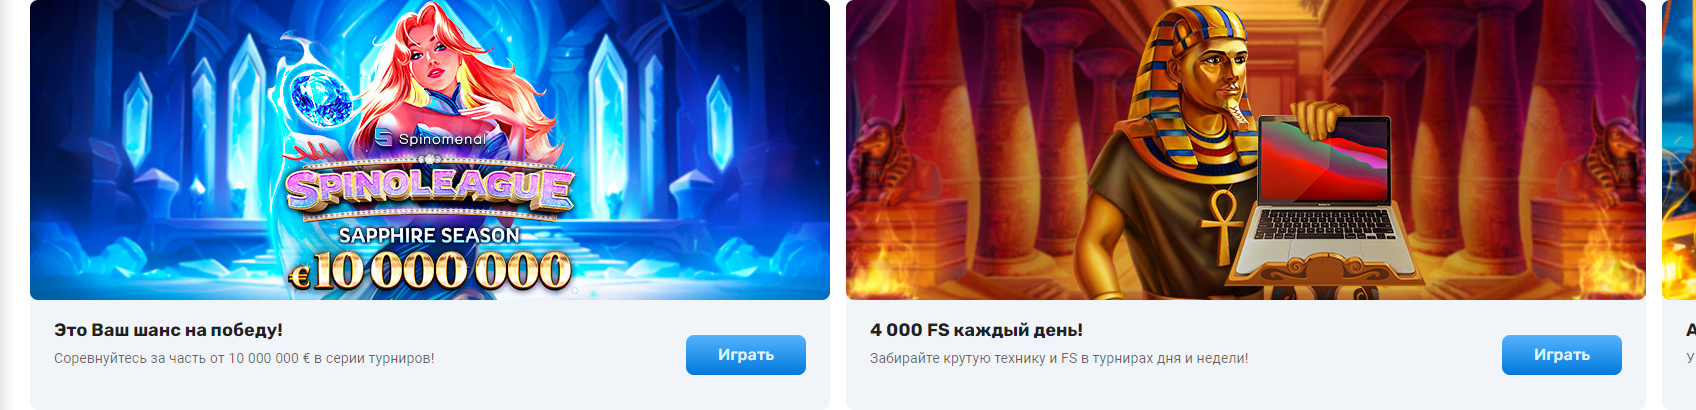 Spinomenal
SPINOLEAGUE
SAPPHIRE SEASON
€10 000 000
Это Ваш шанс на победу!
Соревнуйтесь за часть от 10 000 000 € в серии турниров!
Играть
4 000 FS каждый день!
Забирайте крутую технику и FS в турнирах дня и недели!
Играть